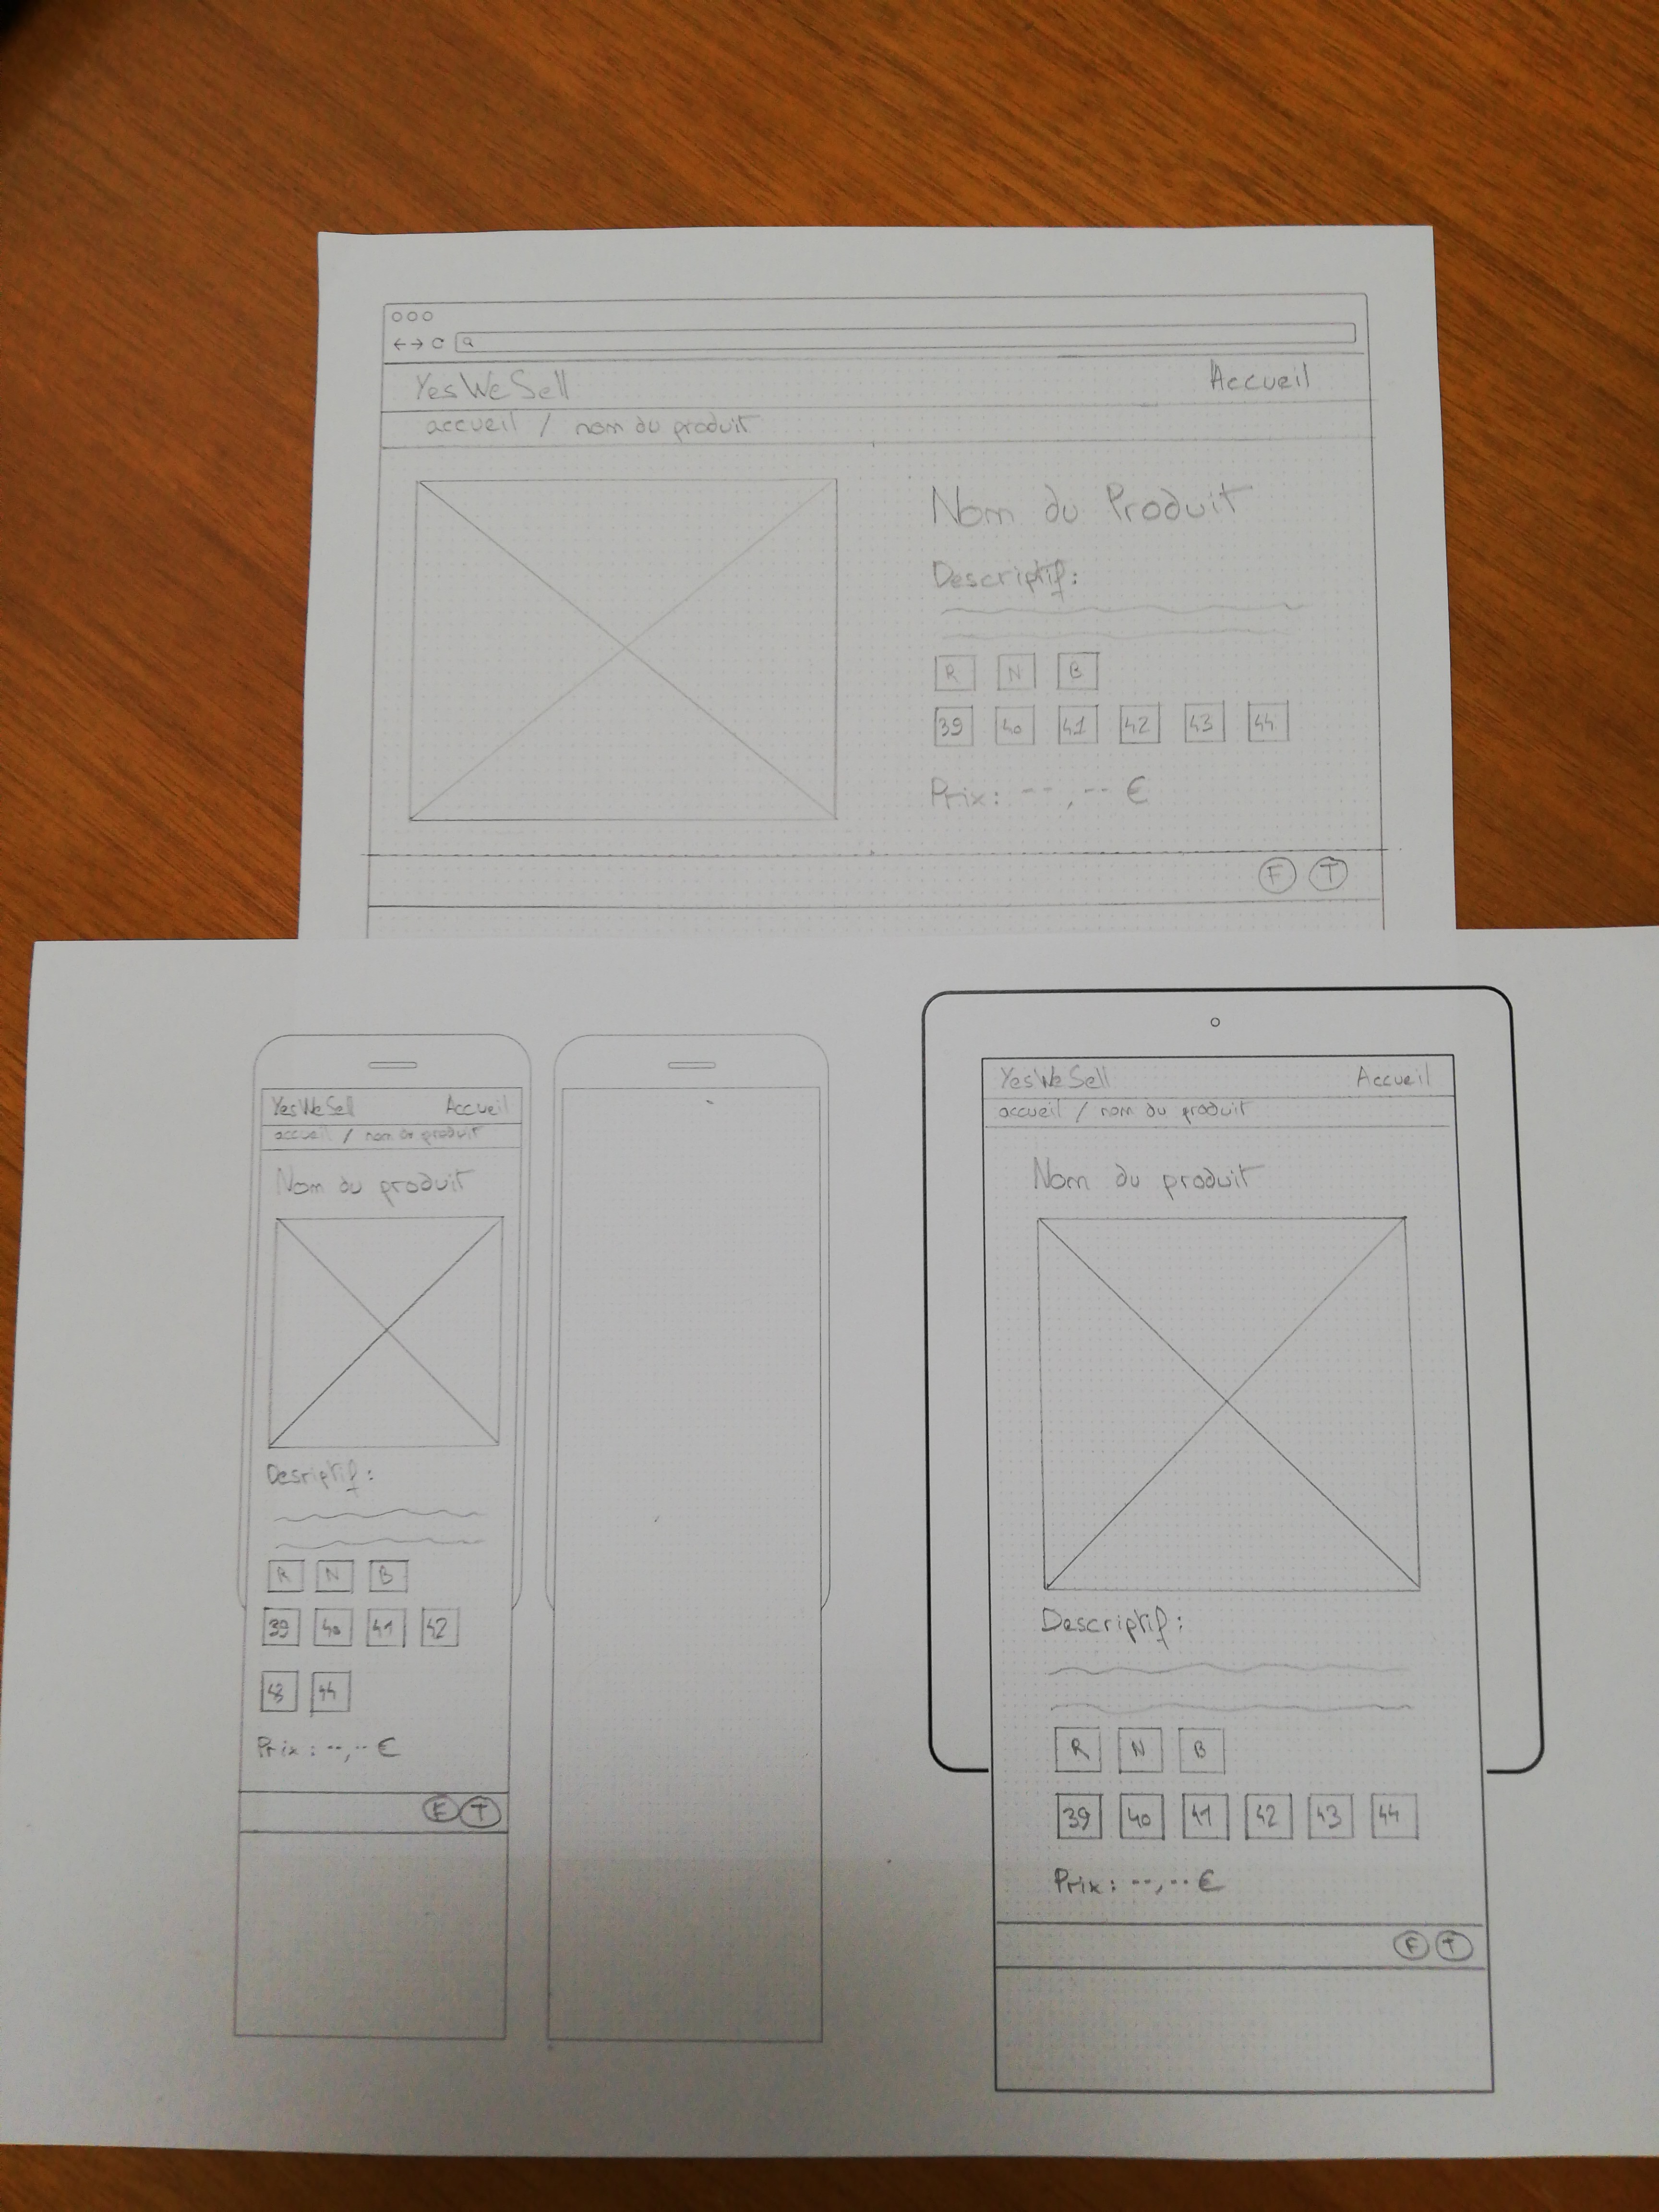 YesWeSell Accueil
accueil / nom du produit
Nom du Produit
Descriptif:
R N B
39 40 41 42 43 44
Prix: --,-- €
F T
YesWeSell Accueil
accueil / nom du produit
Nom du produit
Desriptif:
R N B
39 40 41 42
43 44
Prix: --,-- €
F T
YesWeSell Accueil
accueil / nom du produit
Nom du produit
Descriptif:
R N B
39 40 41 42 43 44
Prix: --,-- €
F T